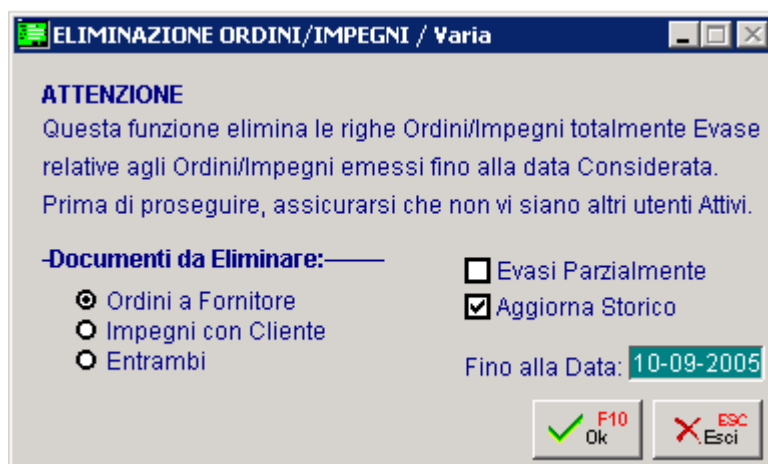 ELIMINAZIONE ORDINI/IMPEGNI / Varia
ATTENZIONE
Questa funzione elimina le righe Ordini/Impegni totalmente Evase
relative agli Ordini/Impegni emessi fino alla data Considerata.
Prima di proseguire, assicurarsi che non vi siano altri utenti Attivi.
Documenti da Eliminare:
Ordini a Fornitore
Impegni con Cliente
Entrambi
Evasi Parzialmente
Aggiorna Storico
Fino alla Data: 10-09-2005
F10
Ok
ESC
Esci